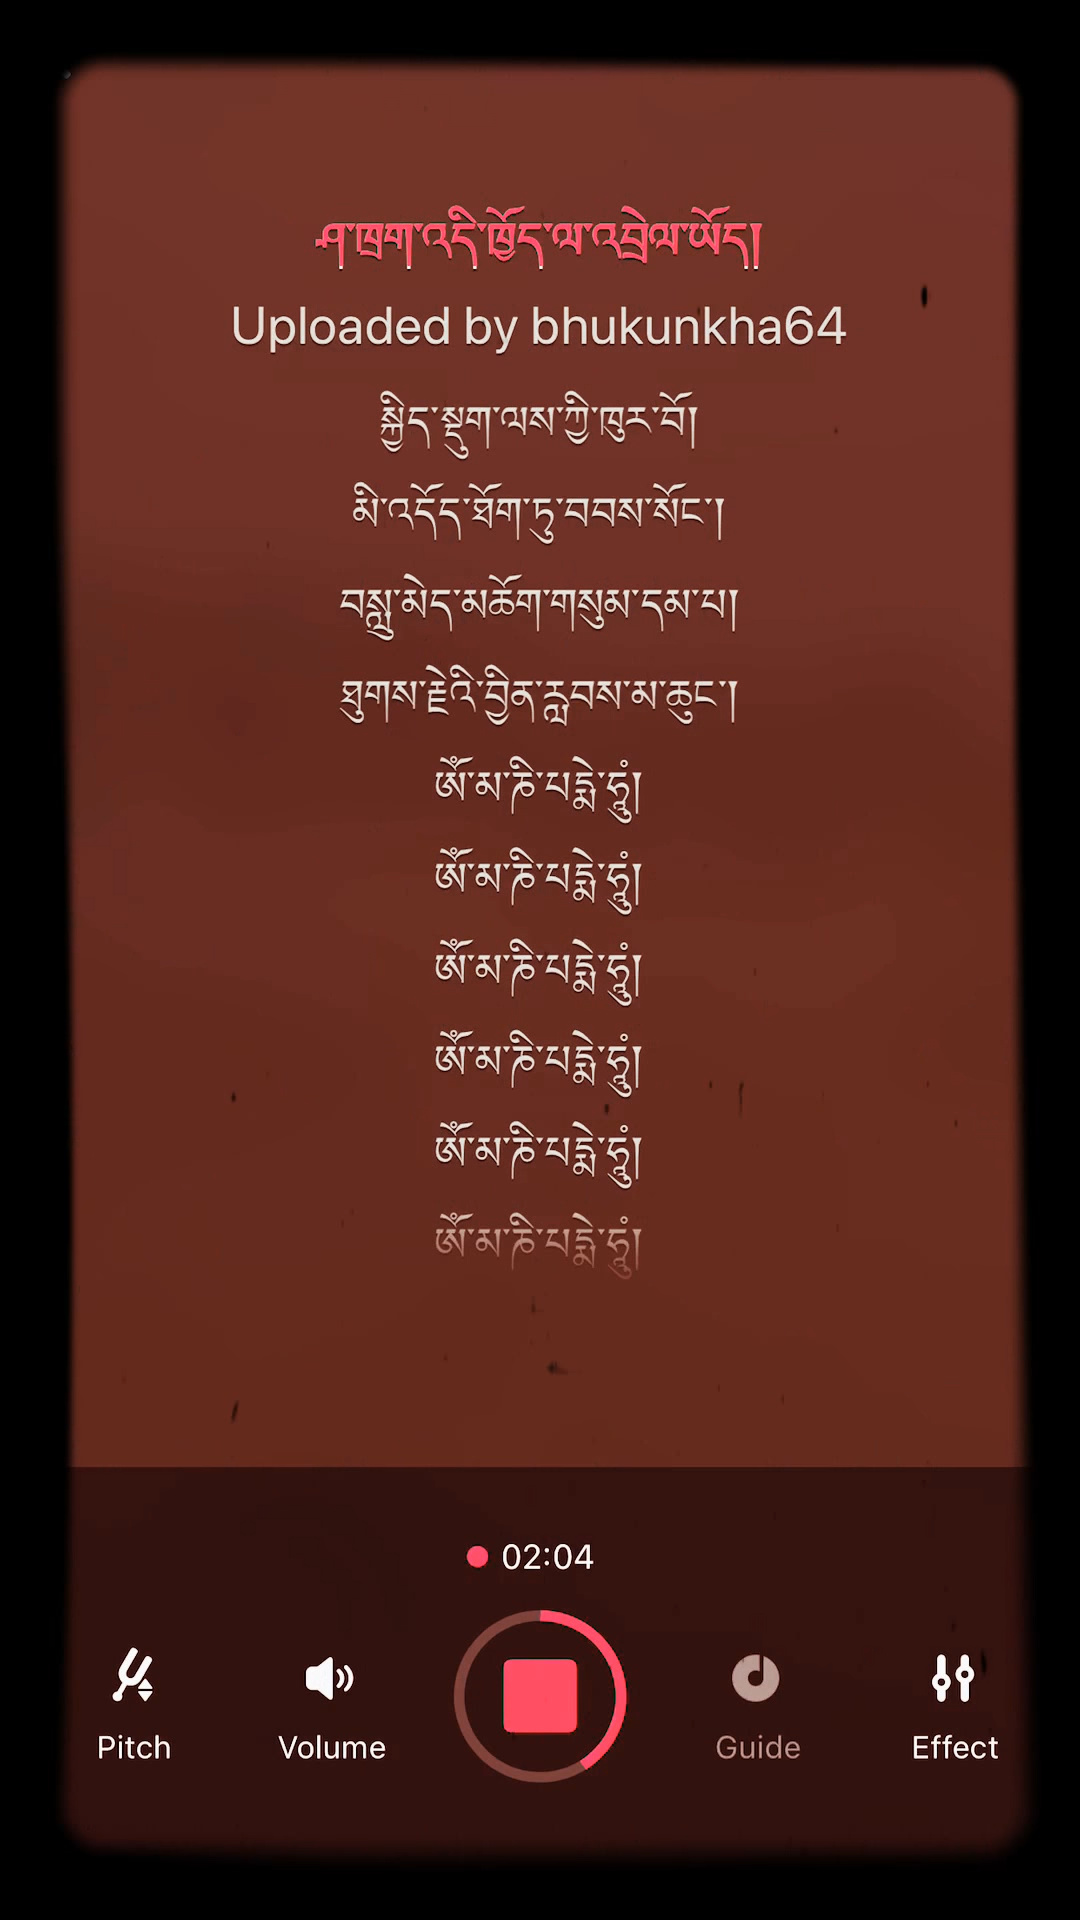 ཤ་ཁྲག་འདི་ཁྱོད་ལ་འབྲེལ་ཡོད།
Uploaded by bhukunkha64
སྐྱིད་སྡུག་ལས་ཀྱི་ཁུར་བོ།
མི་འདོད་ཐོག་ཏུ་བབས་སོང་།
བསླུ་མེད་མཆོག་གསུམ་དམ་པ།
ཐུགས་རྗེའི་བྱིན་རླབས་མ་ཆུང་།
ཨོཾ་མ་ཎི་པདྨེ་ཧཱུཾ།
ཨོཾ་མ་ཎི་པདྨེ་ཧཱུཾ།
ཨོཾ་མ་ཎི་པདྨེ་ཧཱུཾ།
ཨོཾ་མ་ཎི་པདྨེ་ཧཱུཾ།
ཨོཾ་མ་ཎི་པདྨེ་ཧཱུཾ།
ཨོཾ་མ་ཎི་པདྨེ་ཧཱུཾ།
02:04
Pitch Volume Guide Effect